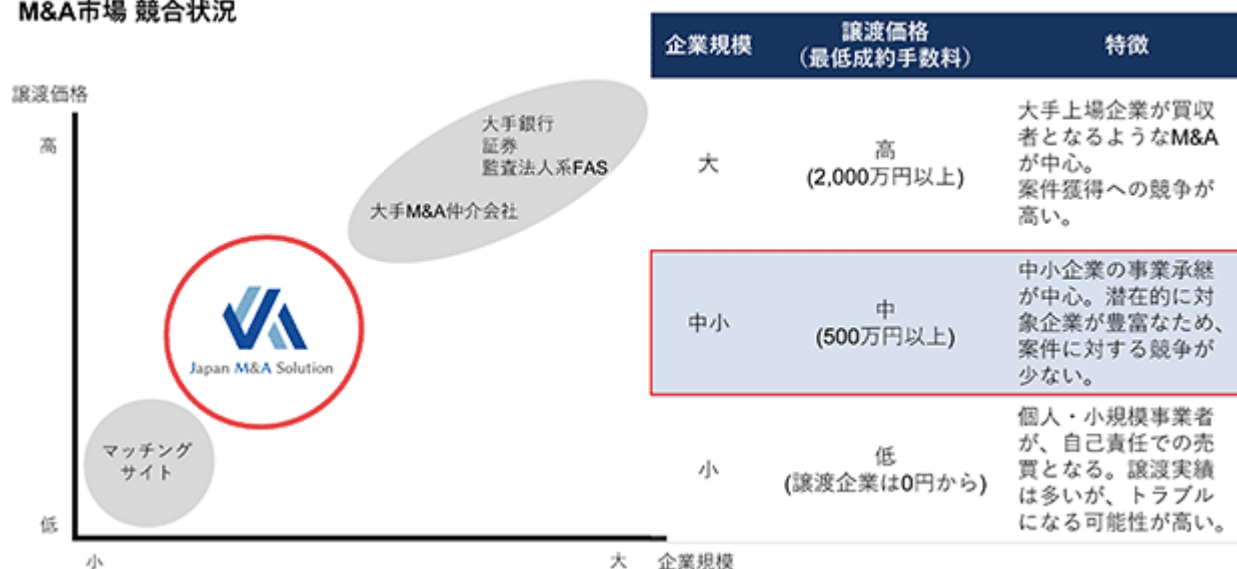 M&A市場 競合状況
譲渡価格
高
大手銀行
証券
監査法人系FAS
大手M&A仲介会社
Japan M&A Solution
マッチング
サイト
低
小
大
企業規模
企業規模
譲渡価格
(最低成約手数料)
特徴
大
高
(2,000万円以上)
大手上場企業が買収
者となるようなM&A
が中心。
案件獲得への競争が
高い。
中小
中
(500万円以上)
中小企業の事業承継
が中心。潜在的に対
象企業が豊富なため、
案件に対する競争が
少ない。
小
低
(譲渡企業は0円から)
個人・小規模事業者
が、自己責任での売
買となる。譲渡実績
は多いが、トラブル
になる可能性が高い。